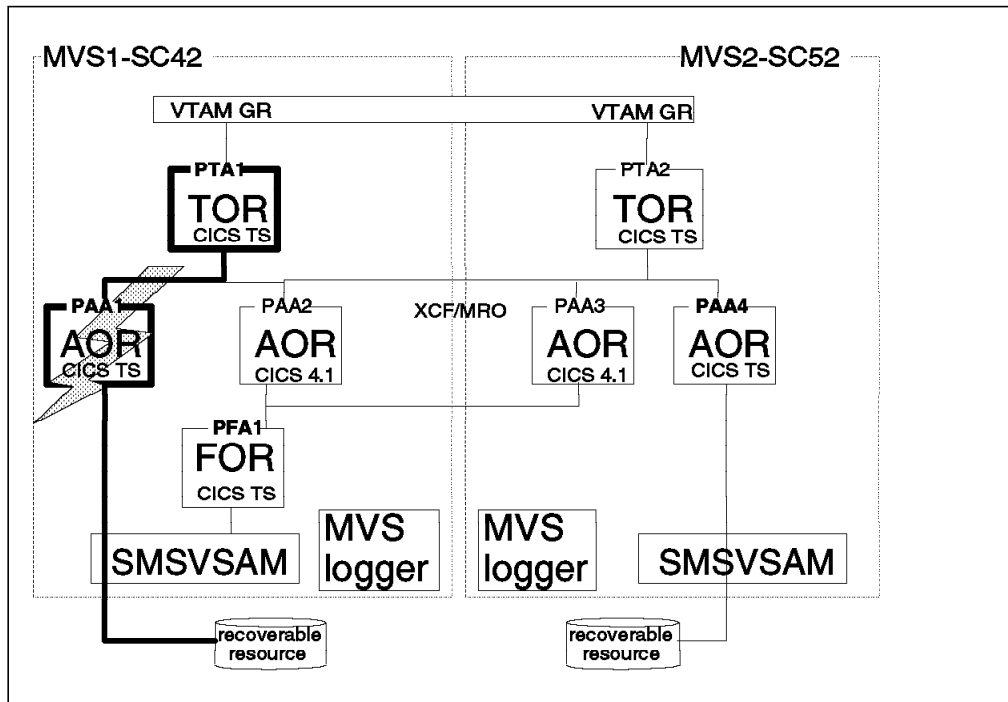 MVS1-SC42
MVS2-SC52
VTAM GR
VTAM GR
PTA1
TOR
CICS TS
PTA2
TOR
CICS TS
PAA1
AOR
CICS TS
PAA2
AOR
CICS 4.1
XCF/MRO
PAA3
AOR
CICS 4.1
PAA4
AOR
CICS TS
PFA1
FOR
CICS TS
SMSVSAM
MVS
logger
MVS
logger
SMSVSAM
recoverable
resource
recoverable
resource